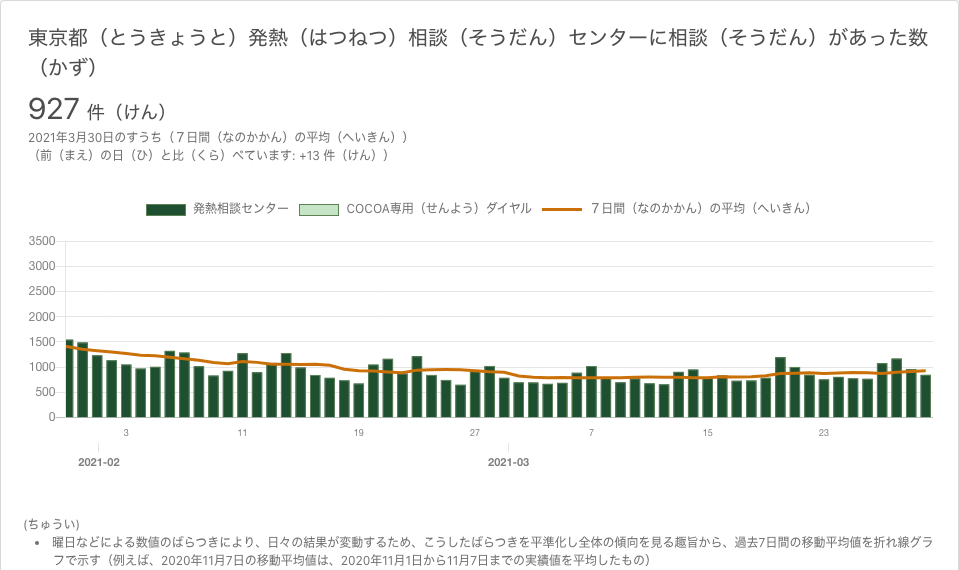 東京都（とうきょうと）発熱（はつねつ）相談（そうだん）センターに相談（そうだん）があった数
（かず）
927 件（けん）
2021年3月30日のすうち（７日間（なのかかん）の平均（へいきん））
（前（まえ）の日（ひ）と比（くら）べています: +13 件（けん））
発熱相談センター COCOA専用（せんよう）ダイヤル ７日間（なのかかん）の平均（へいきん）
3500
3000
2500
2000
1500
1000
500
0
3 11 19 27 7 15 23
2021-02 2021-03
(ちゅうい)
• 曜日などによる数値のばらつきにより、日々の結果が変動するため、こうしたばらつきを平準化し全体の傾向を見る趣旨から、過去7日間の移動平均値を折れ線グラ
フで示す（例えば、2020年11月7日の移動平均値は、2020年11月1日から11月7日までの実績値を平均したもの）